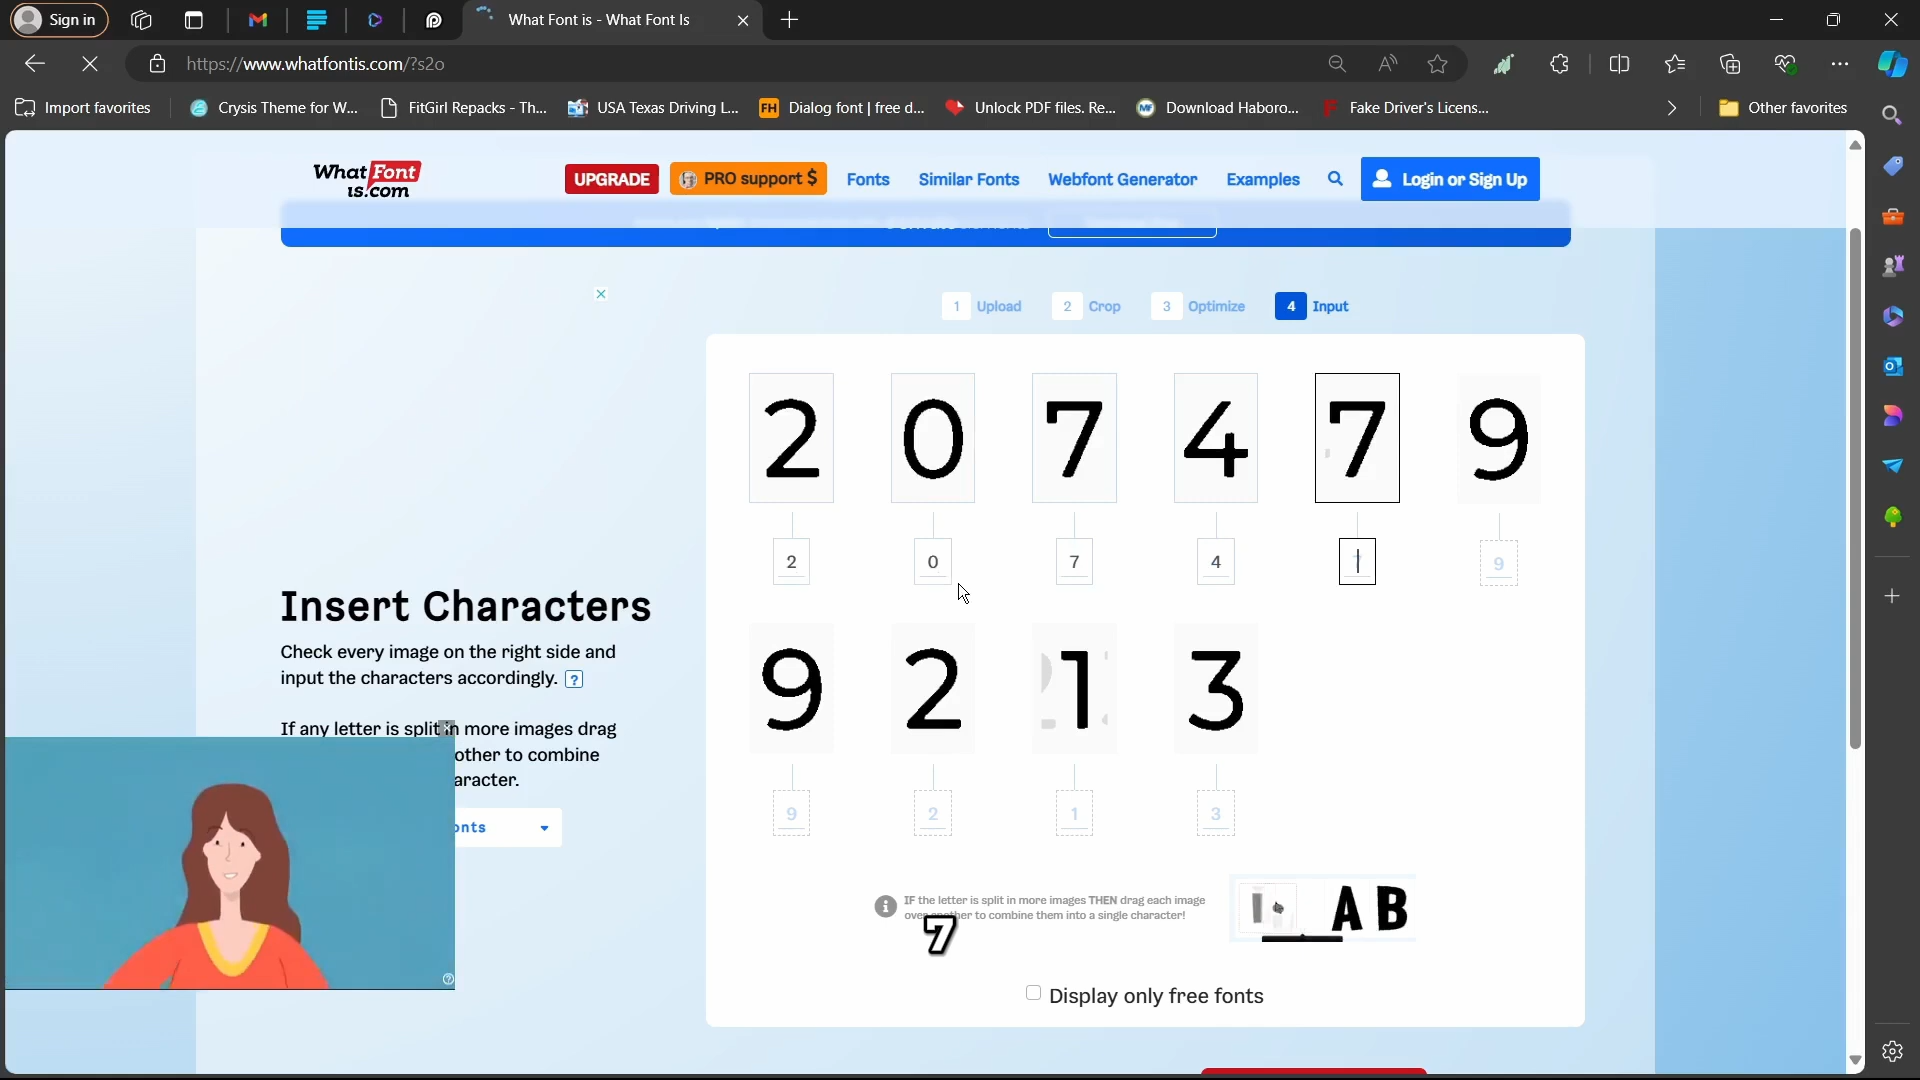 Sign in
What Font is - What Font Is
https://www.whatfontis.com/?s2o
Import favorites
Crysis Theme for W...
FitGirl Repacks - Th...
USA Texas Driving L...
Dialog font | free d...
Unlock PDF files. Re...
Download Haboro...
Fake Driver's Licens...
Other favorites
What Font
is.com
UPGRADE
PRO support $
Fonts
Similar Fonts
Webfont Generator
Examples
Login or Sign Up
1 Upload
2 Crop
3 Optimize
4 Input
2 0 7 4 7 9
2 0 7 4 9
9 2 1 3
9 2 1 3
Insert Characters
Check every image on the right side and
input the characters accordingly. ?
If any letter is split in more images drag
other to combine
aracter.
onts
IF the letter is split in more images THEN drag each image
over another to combine them into a single character!
A B
7
Display only free fonts